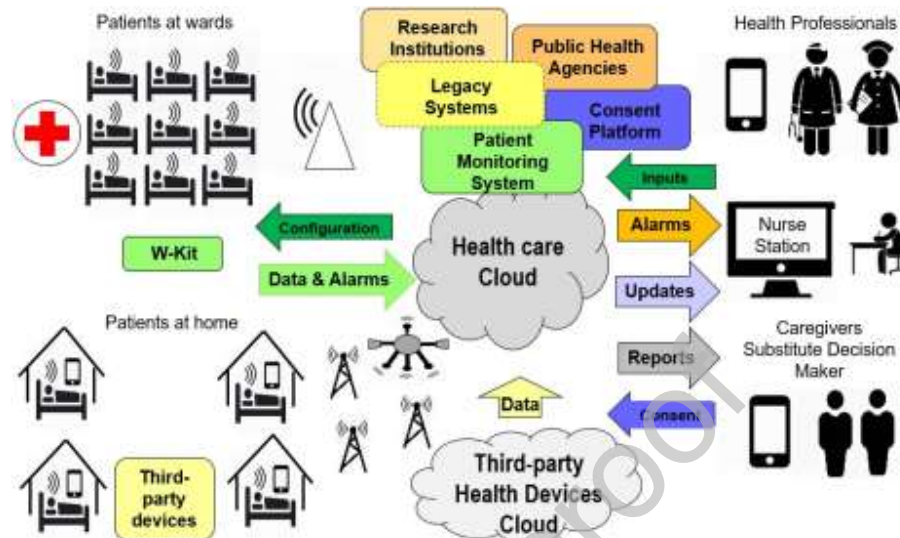 Patients at wards
Research
Institutions
Public Health
Agencies
Legacy
Systems
Consent
Platform
Patient
Monitoring
System
Health Professionals
Inputs
Configuration
Alarms
Nurse
Station
W-Kit
Data & Alarms
Health care
Cloud
Updates
Patients at home
Reports
Caregivers
Substitute Decision
Maker
Data
Consent
Third-
party
devices
Third-party
Health Devices
Cloud
roof